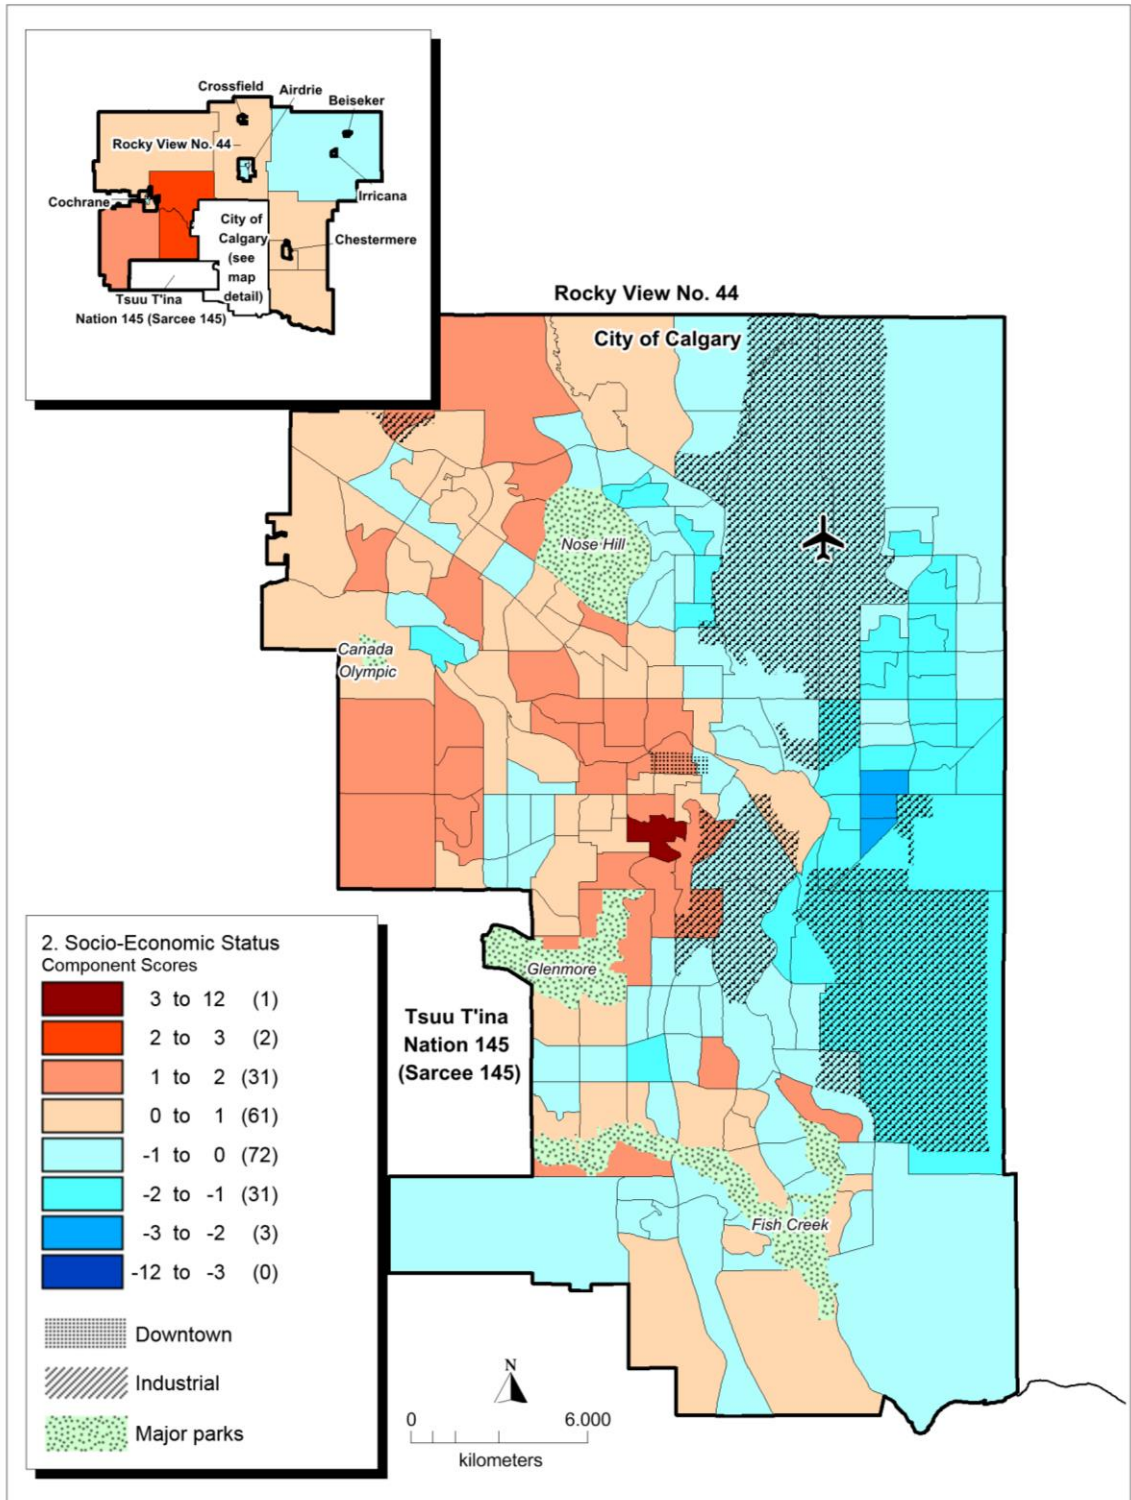 Crossfield
Airdrie
Beiseker
Rocky View No. 44
Irricana
Cochrane
City of
Calgary
(see
map
detail)
Chestermere
Tsuu T'ina
Nation 145 (Sarcee 145)
Rocky View No. 44
City of Calgary
Nose Hill
Canada
Olympic
Glenmore
Tsuu T'ina
Nation 145
(Sarcee 145)
Fish Creek
2. Socio-Economic Status
Component Scores
3 to 12 (1)
2 to 3 (2)
1 to 2 (31)
0 to 1 (61)
-1 to 0 (72)
-2 to -1 (31)
-3 to -2 (3)
-12 to -3 (0)
Downtown
Industrial
Major parks
N
0 6.000
kilometers